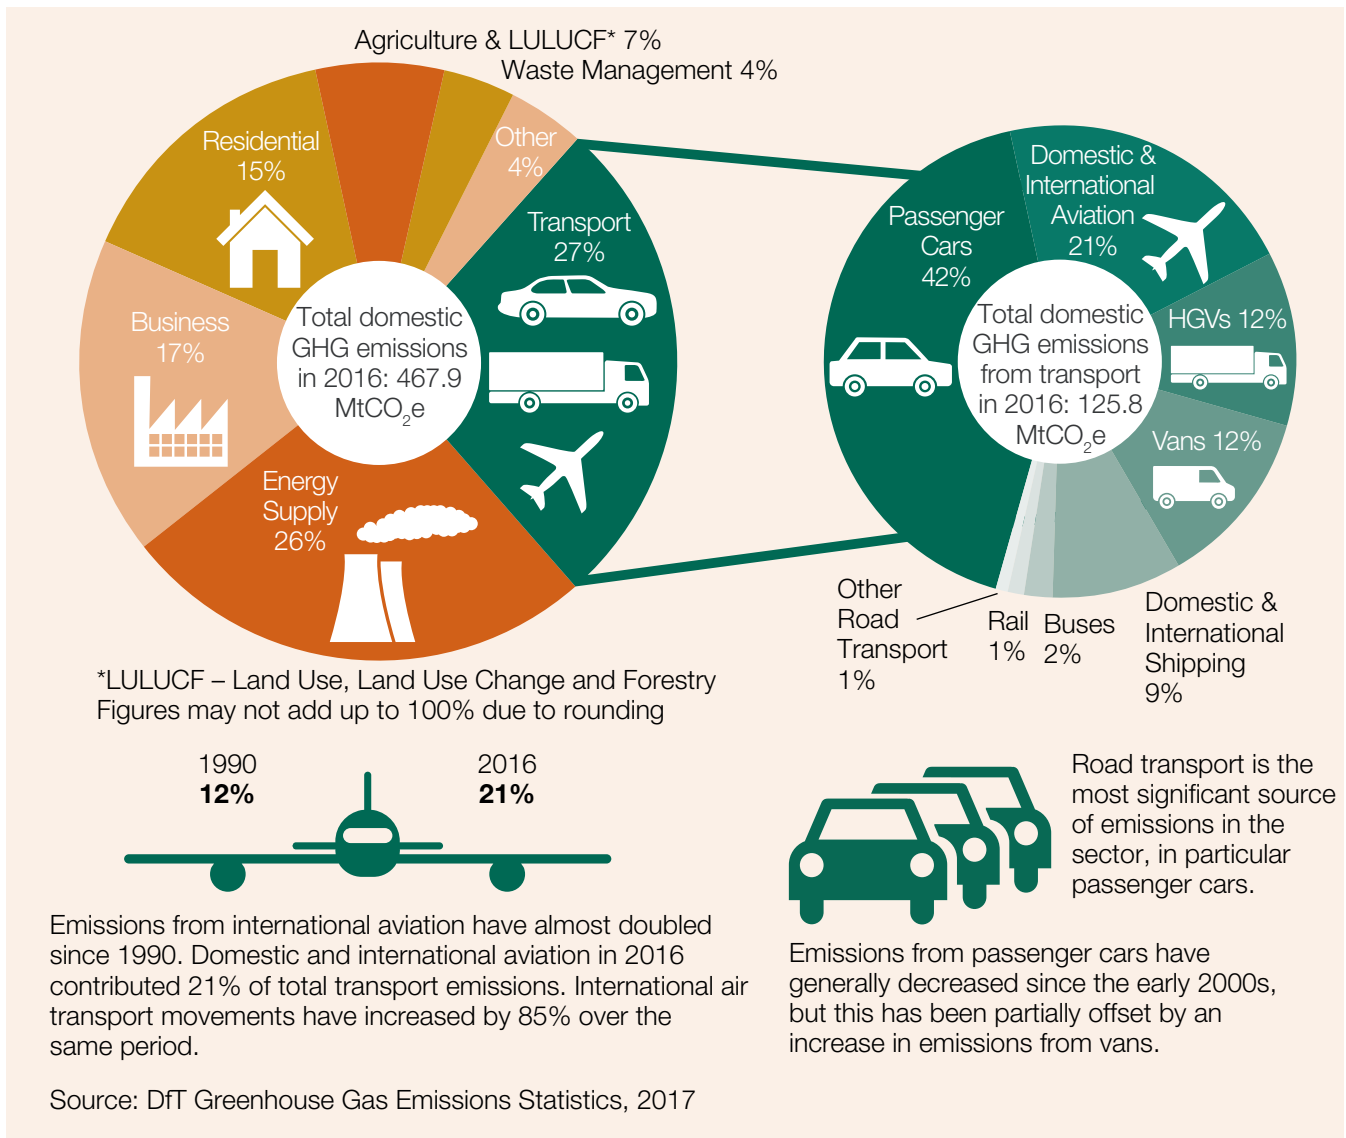 Agriculture & LULUCF* 7%
Waste Management 4%
Other
4%
Residential
15%
Transport
27%
Business
17%
Energy
Supply
26%
Total domestic
GHG emissions
in 2016: 467.9
MtCO2e
Domestic &
International
Aviation
21%
Passenger
Cars
42%
HGVs 12%
Vans 12%
Total domestic
GHG emissions
from transport
in 2016: 125.8
MtCO2e
Other
Road
Transport
1%
Rail
1%
Buses
2%
Domestic &
International
Shipping
9%
*LULUCF – Land Use, Land Use Change and Forestry
Figures may not add up to 100% due to rounding
1990
12%
2016
21%
Emissions from international aviation have almost doubled
since 1990. Domestic and international aviation in 2016
contributed 21% of total transport emissions. International air
transport movements have increased by 85% over the
same period.
Road transport is the
most significant source
of emissions in the
sector, in particular
passenger cars.
Emissions from passenger cars have
generally decreased since the early 2000s,
but this has been partially offset by an
increase in emissions from vans.
Source: DfT Greenhouse Gas Emissions Statistics, 2017